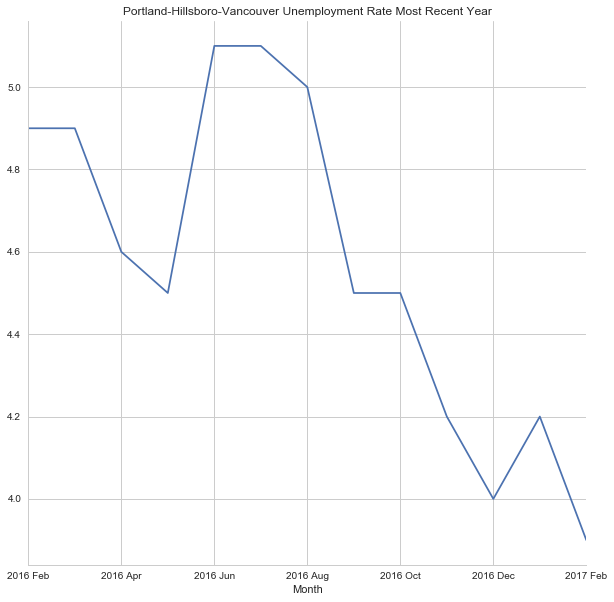 Portland-Hillsboro-Vancouver Unemployment Rate Most Recent Year
5.0
4.8
4.6
4.4
4.2
4.0
2016 Feb 2016 Apr 2016 Jun 2016 Aug 2016 Oct 2016 Dec 2017 Feb
Month